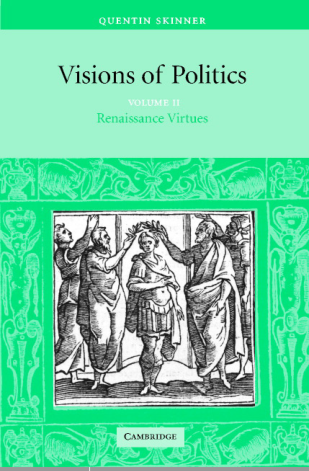 QUENTIN SKINNER
Visions of Politics
VOLUME II
Renaissance Virtues
CAMBRIDGE